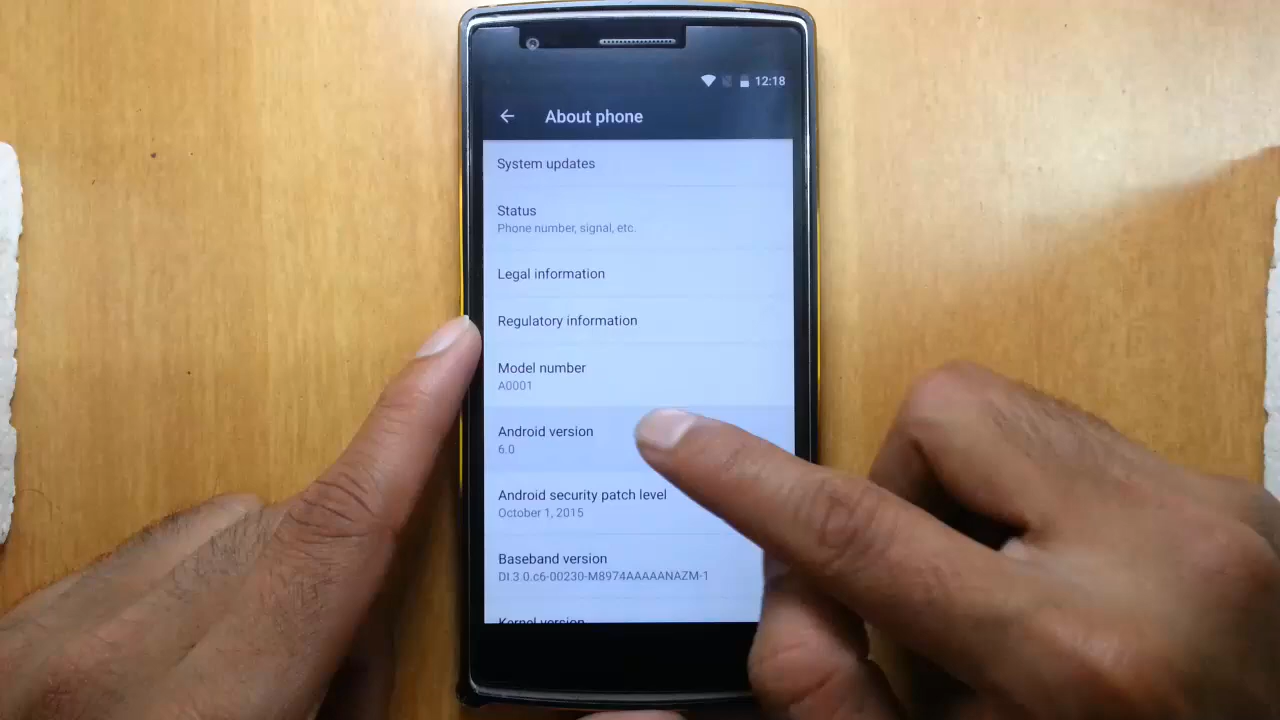 12:18
About phone
System updates
Status
Phone number, signal, etc.
Legal information
Regulatory information
Model number
A0001
Android version
6.0
Android security patch level
October 1, 2015
Baseband version
DI.3.0.c6-00230-M8974AAAAANAZM-1
Kernel version